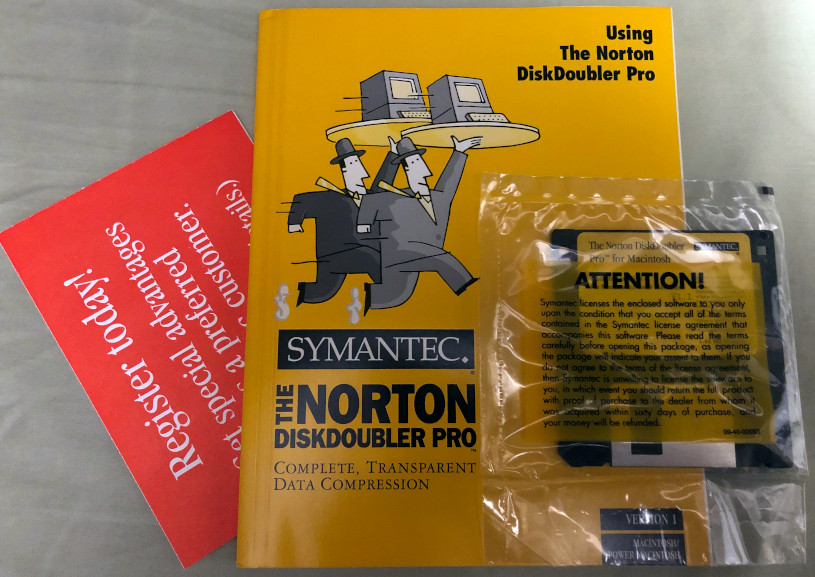 Using
The Norton
DiskDoubler Pro
SYMANTEC.
THE NORTON
DISKDOUBLER PRO™
COMPLETE, TRANSPARENT
DATA COMPRESSION
VERSION 1
MACINTOSH/
POWER MACINTOSH
The Norton DiskDoubler
Pro™ for Macintosh
SYMANTEC.
ATTENTION!
Symantec licenses the enclosed software to you only
upon the condition that you accept all of the terms
contained in the Symantec license agreement that
accompanies this software. Please read the terms
carefully before opening this package, as opening
the package will indicate your assent to them. If you
do not agree to the terms of the license agreement,
then Symantec is unwilling to license the software to
you, in which event you should return the full product
with proof of purchase to the dealer from whom it
was acquired within sixty days of purchase, and
your money will be refunded.
Register today!
et special advantages
a preferred
customer.
tails.)